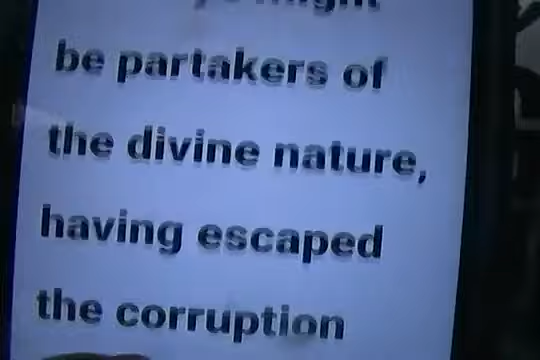 be partakers of
the divine nature,
having escaped
the corruption